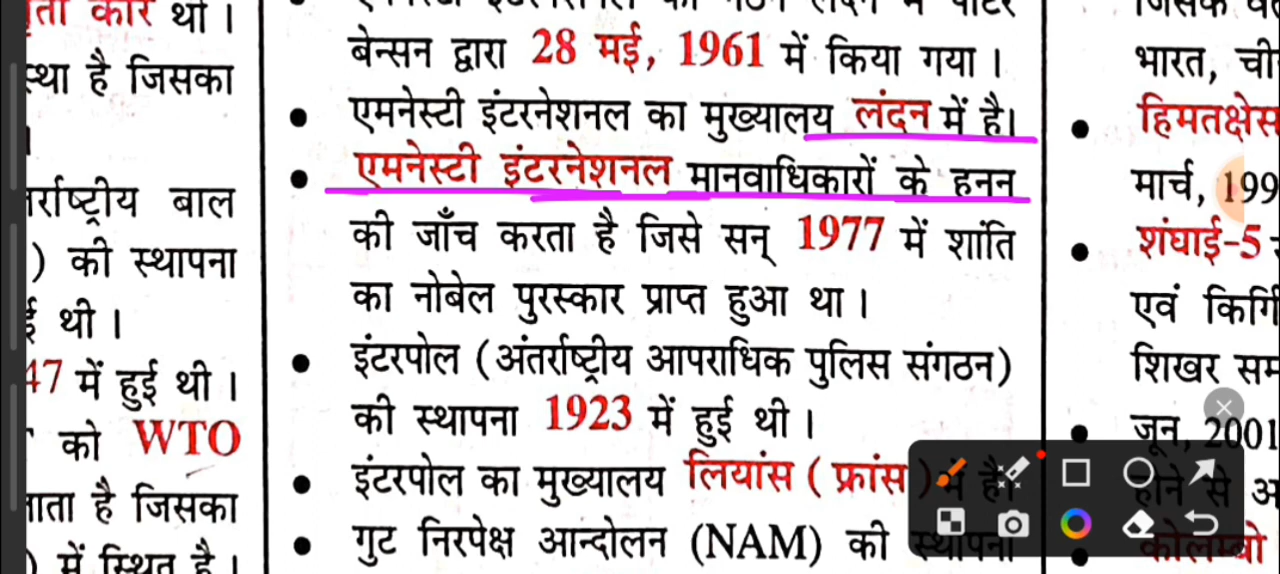 कार थी।
स्था है जिसका
बाल
) की स्थापना
ई थी।
47 में हुई थी।
को WTO
है जिसका
) में स्थित है।
बेन्सन द्वारा 28 मई, 1961 में किया गया।
• एमनेस्टी इंटरनेशनल का मुख्यालय लंदन में है।
• एमनेस्टी इंटरनेशनल मानवाधिकारों के हनन
की जाँच करता है जिसे सन् 1977 में शांति
का नोबेल पुरस्कार प्राप्त हुआ था।
• इंटरपोल (अंतर्राष्ट्रीय आपराधिक पुलिस संगठन)
की स्थापना 1923 में हुई थी।
• इंटरपोल का मुख्यालय लियांस ( फ्रांस ) में है।
• गुट निरपेक्ष आन्दोलन (NAM) की स्थापना
भारत, ची
• हिमतक्षेस
मार्च, 199
• शंघाई-5
एवं किर्गि
शिखर सम
• जून, 2001
होने से अ
• कोलम्बो